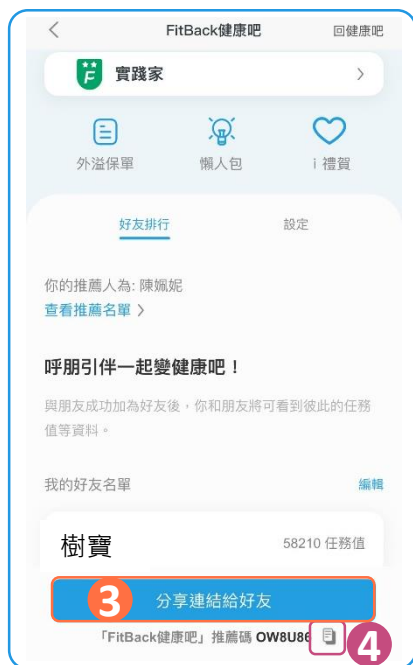 FitBack健康吧 回健康吧
實踐家
外溢保單 懶人包 i 禮賀
好友排行 設定
你的推薦人為: 陳姵妮
查看推薦名單
呼朋引伴一起變健康吧！
與朋友成功加為好友後，你和朋友將可看到彼此的任務
值等資料。
我的好友名單 編輯
樹寶 58210 任務值
3 分享連結給好友
「FitBack健康吧」推薦碼 OW8U86 4